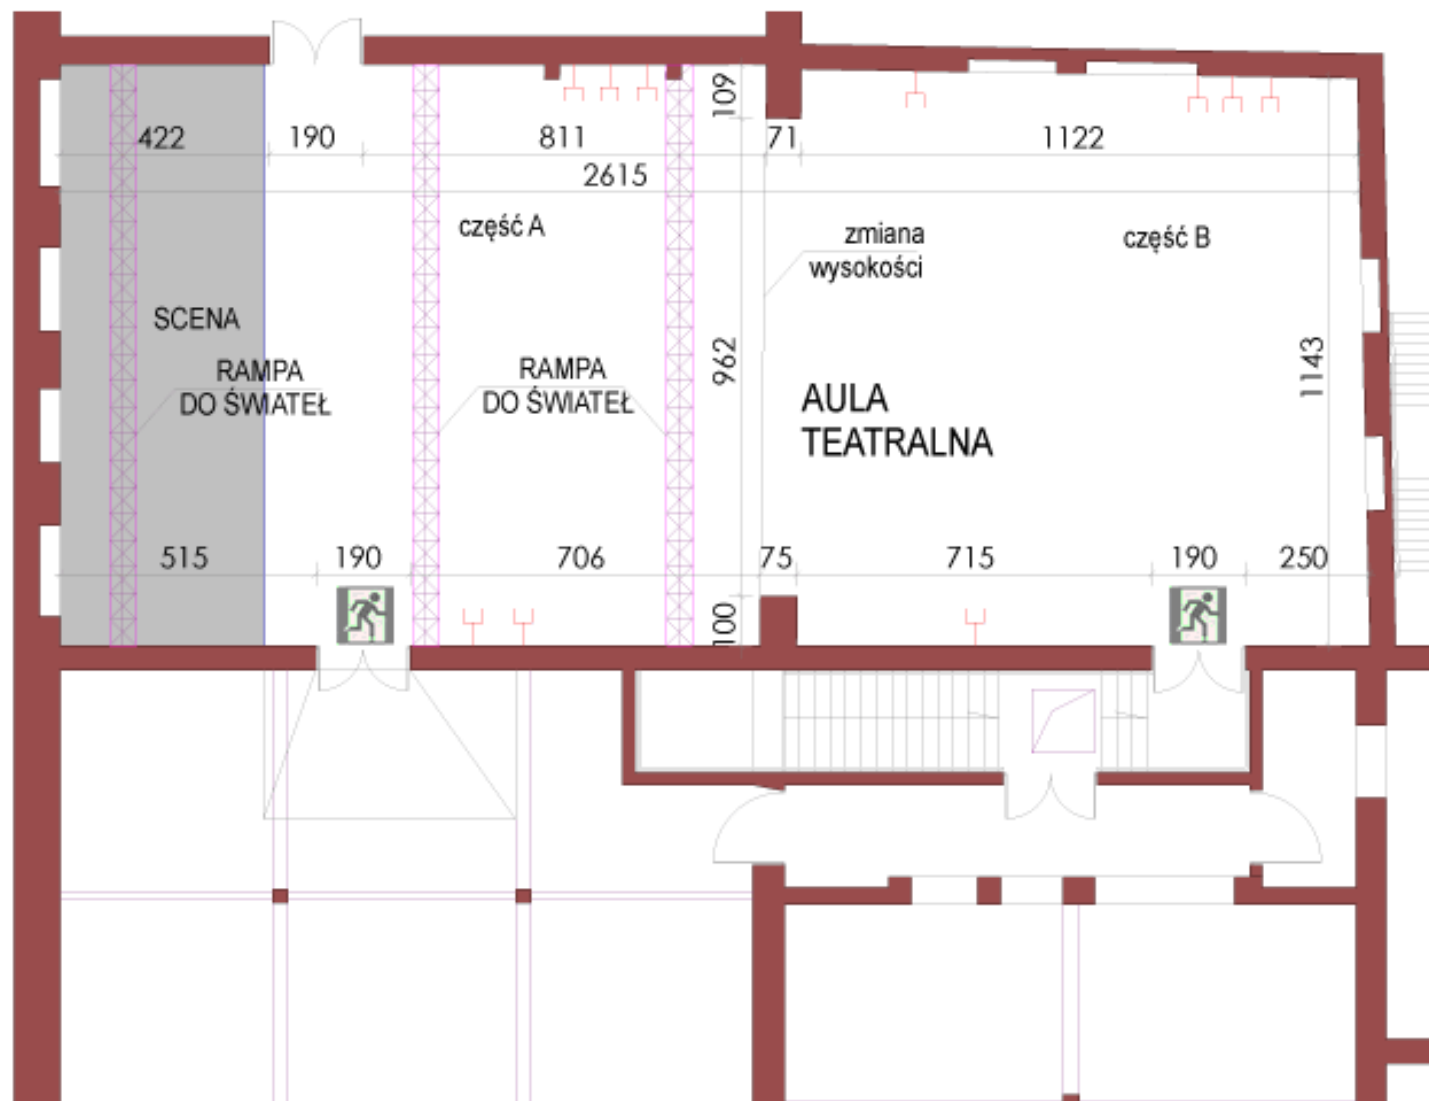 109
422
190
811
71
1122
2615
część A
zmiana
wysokości
część B
SCENA
RAMPA
DO ŚWIATEŁ
RAMPA
DO ŚWIATEŁ
962
1143
AULA
TEATRALNA
515
190
706
75
715
190
250
100